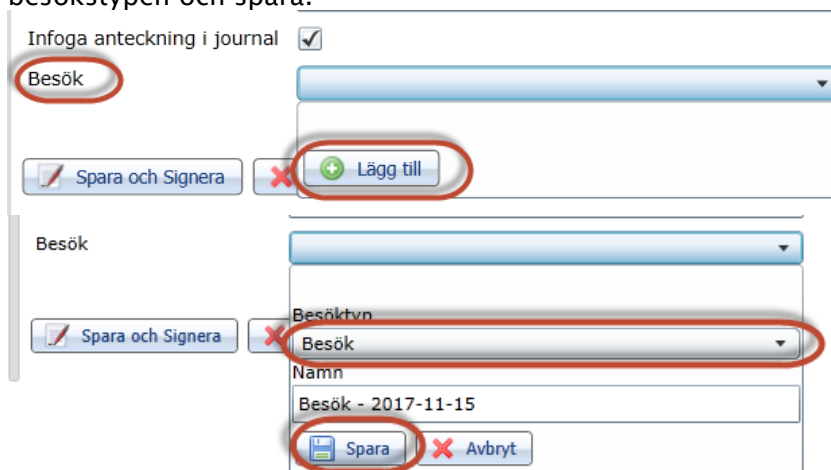 besökstypen och spara.
Infoga anteckning i journal
Besök
Lägg till
Spara och Signera
Besök
Besöktyp
Spara och Signera
Besök
Namn
Besök - 2017-11-15
Spara Avbryt